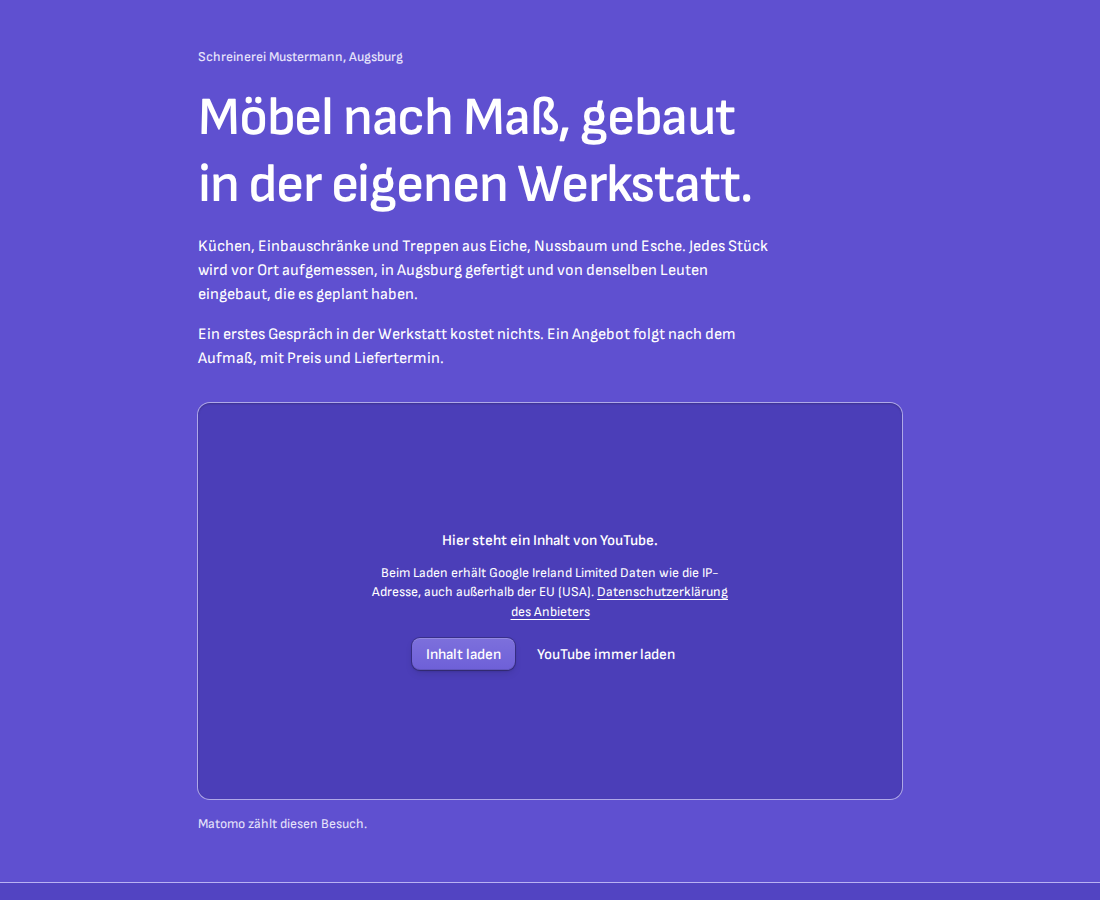 Schreinerei Mustermann, Augsburg
Möbel nach Maß, gebaut
in der eigenen Werkstatt.
Küchen, Einbauschränke und Treppen aus Eiche, Nussbaum und Esche. Jedes Stück
wird vor Ort aufgemessen, in Augsburg gefertigt und von denselben Leuten
eingebaut, die es geplant haben.
Ein erstes Gespräch in der Werkstatt kostet nichts. Ein Angebot folgt nach dem
Aufmaß, mit Preis und Liefertermin.
Hier steht ein Inhalt von YouTube.
Beim Laden erhält Google Ireland Limited Daten wie die IP-
Adresse, auch außerhalb der EU (USA). Datenschutzerklärung
des Anbieters
Inhalt laden YouTube immer laden
Matomo zählt diesen Besuch.